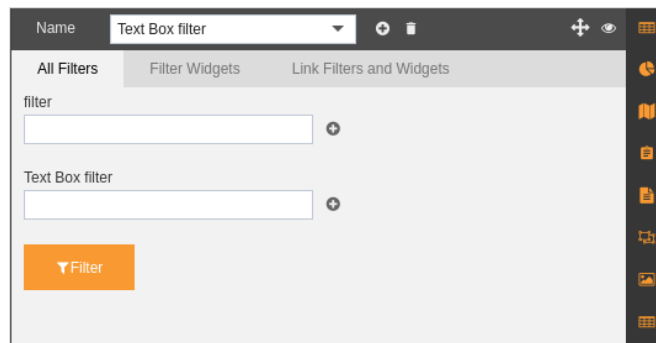 Name Text Box filter
All Filters Filter Widgets Link Filters and Widgets
filter
Text Box filter
Filter